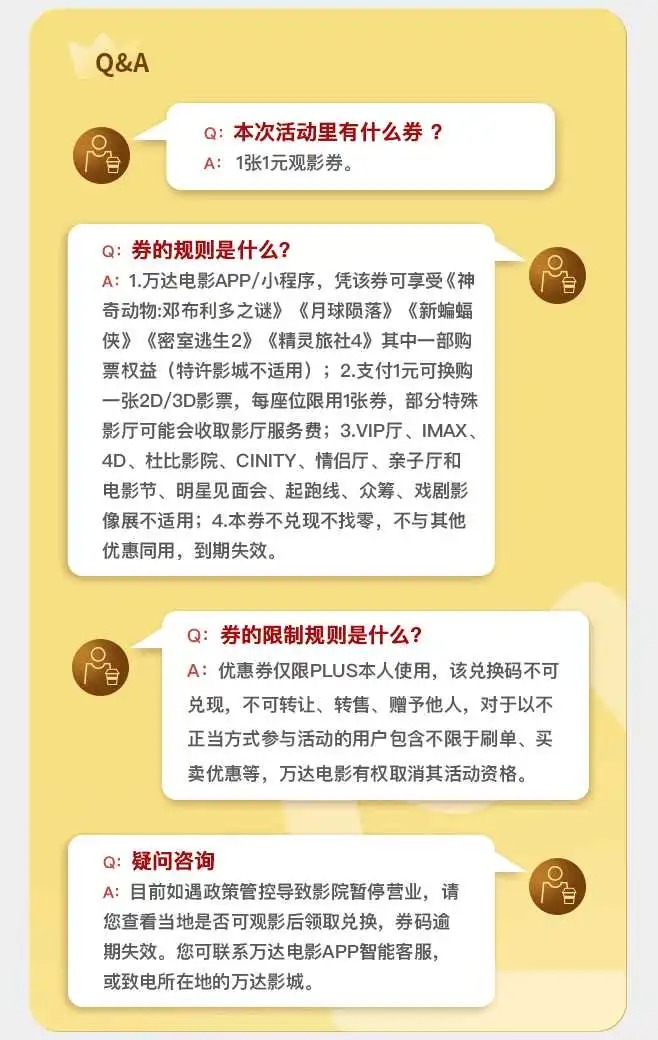 Q&A
Q: 本次活动里有什么券 ？
A: 1张1元观影券。
Q: 券的规则是什么?
A: 1.万达电影APP/小程序，凭该券可享受《神
奇动物:邓布利多之谜》《月球陨落》《新蝙蝠
侠》《密室逃生2》《精灵旅社4》其中一部购
票权益（特许影城不适用）；2.支付1元可换购
一张2D/3D影票，每座位限用1张券，部分特殊
影厅可能会收取影厅服务费；3.VIP厅、IMAX、
4D、杜比影院、CINITY、情侣厅、亲子厅和
电影节、明星见面会、起跑线、众筹、戏剧影
像展不适用；4.本券不兑现不找零，不与其他
优惠同用，到期失效。
Q: 券的限制规则是什么?
A: 优惠券仅限PLUS本人使用，该兑换码不可
兑现，不可转让、转售、赠予他人，对于以不
正当方式参与活动的用户包含不限于刷单、买
卖优惠等，万达电影有权取消其活动资格。
Q: 疑问咨询
A: 目前如遇政策管控导致影院暂停营业，请
您查看当地是否可观影后领取兑换，券码逾
期失效。您可联系万达电影APP智能客服，
或致电所在地的万达影城。